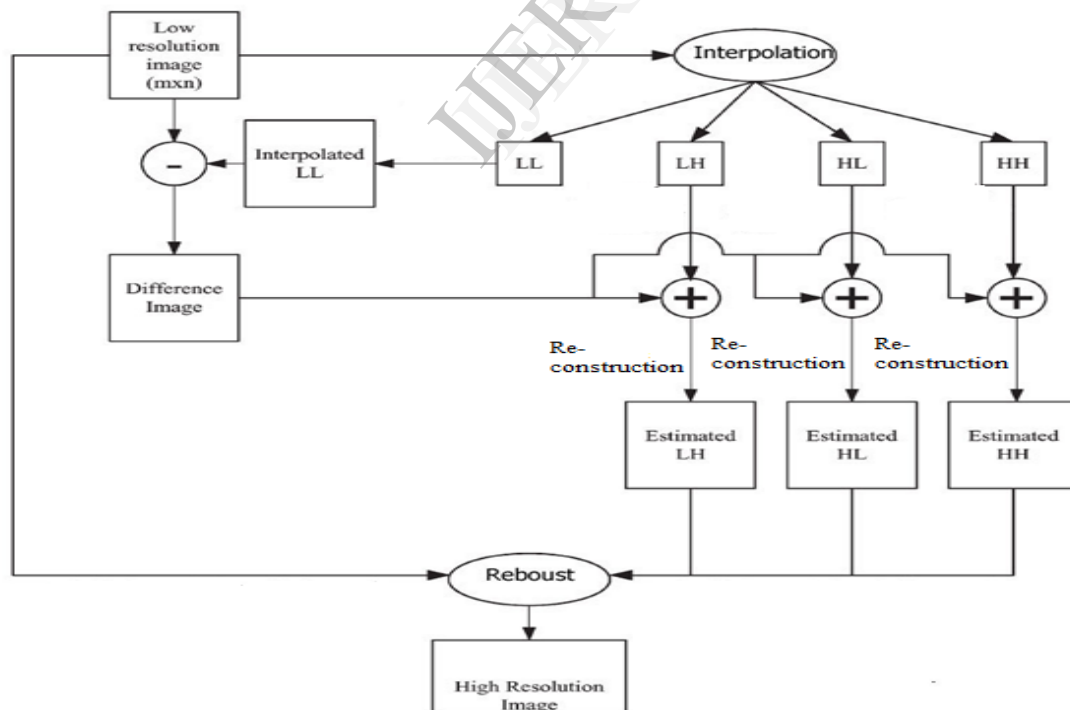 IJER
Low
resolution
image
(mxn)
Interpolation
-
Interpolated
LL
LL
LH
HL
HH
Difference
Image
+
+
+
Re-
construction
Re-
construction
Re-
construction
Estimated
LH
Estimated
HL
Estimated
HH
Reboust
High Resolution
Image